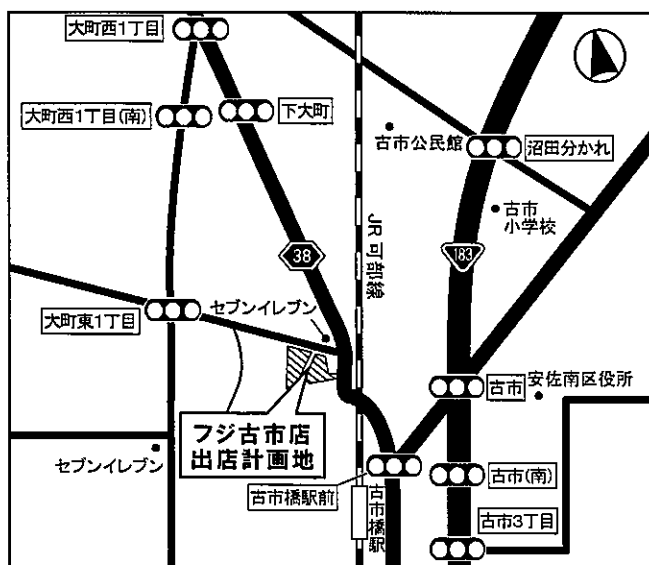 大町西1丁目
大町西1丁目(南)
下大町
古市公民館
沼田分かれ
古市
小学校
JR可部線
38
183
セブンイレブン
大町東1丁目
古市
安佐南区役所
フジ古市店
出店計画地
セブンイレブン
古市橋駅前
古市橋駅
古市(南)
古市3丁目